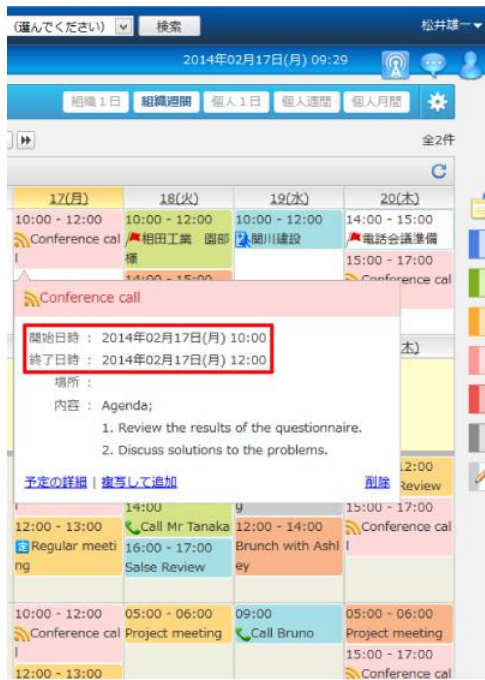 (選んでください) 検索 松井雄一
2014年02月17日(月) 09:29
組織1日 組織週間 個人1日 個人週間 個人月間
全2件
17(月) 18(火) 19(水) 20(木)
10:00 - 12:00 10:00 - 12:00 10:00 - 12:00 14:00 - 15:00
Conference cal 相田工業 園部 関川建設 電話会議準備
l 様 15:00 - 17:00
14:00 - 15:00 Conference cal
Conference call
開始日時 : 2014年02月17日(月) 10:00
終了日時 : 2014年02月17日(月) 12:00
木)
場所 :
内容 : Agenda;
1. Review the results of the questionnaire.
2. Discuss solutions to the problems.
2:00
予定の詳細 | 複写して追加 削除
Review
14:00 15:00 - 17:00
12:00 - 13:00 Call Mr Tanaka 12:00 - 14:00 Conference cal
定 Regular meeti 16:00 - 17:00 Brunch with Ashl l
ng Salse Review ey
10:00 - 12:00 05:00 - 06:00 09:00 05:00 - 06:00
Conference cal Project meeting Call Bruno Project meeting
l 15:00 - 17:00
12:00 - 13:00 Conference cal